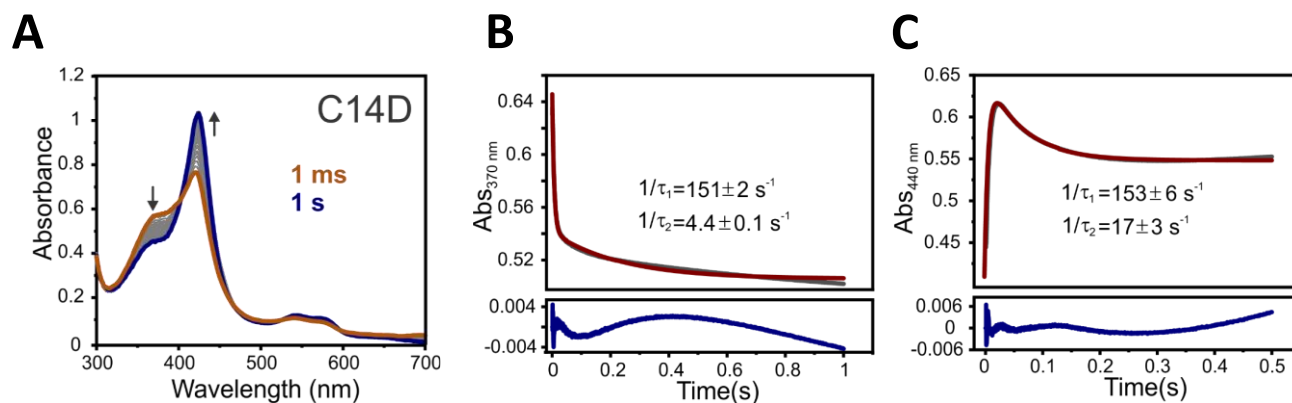 A
B
C
Absorbance
1.2
1
0.8
0.6
0.4
0.2
0
C14D
1 ms
1 s
300
400
500
600
700
Wavelength (nm)
Abs370 nm
0.64
0.6
0.56
0.52
1/τ1=151±2 s-1
1/τ2=4.4±0.1 s-1
0.004
-0.004
0
0.2
0.4
0.6
0.8
1
Time(s)
Abs440 nm
0.65
0.55
0.45
1/τ1=153±6 s-1
1/τ2=17±3 s-1
0.006
0
-0.006
0
0.1
0.2
0.3
0.4
0.5
Time(s)